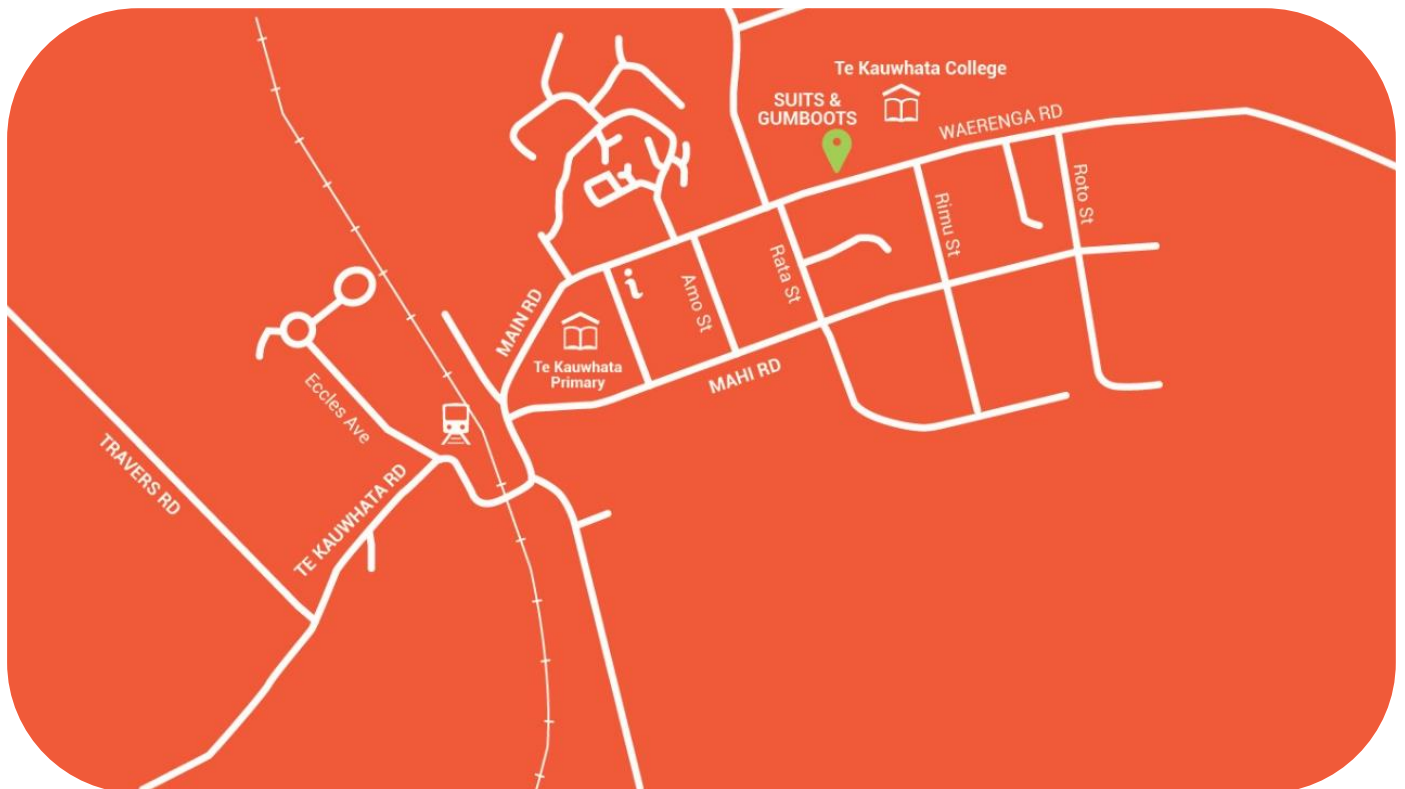 Te Kauwhata College
SUITS &
GUMBOOTS
WAERENGA RD
Roto St
Rimu St
Rata St
Arno St
MAIN RD
Te Kauwhata
Primary
MAHI RD
Eccles Ave
TRAVERS RD
TE KAUWHATA RD